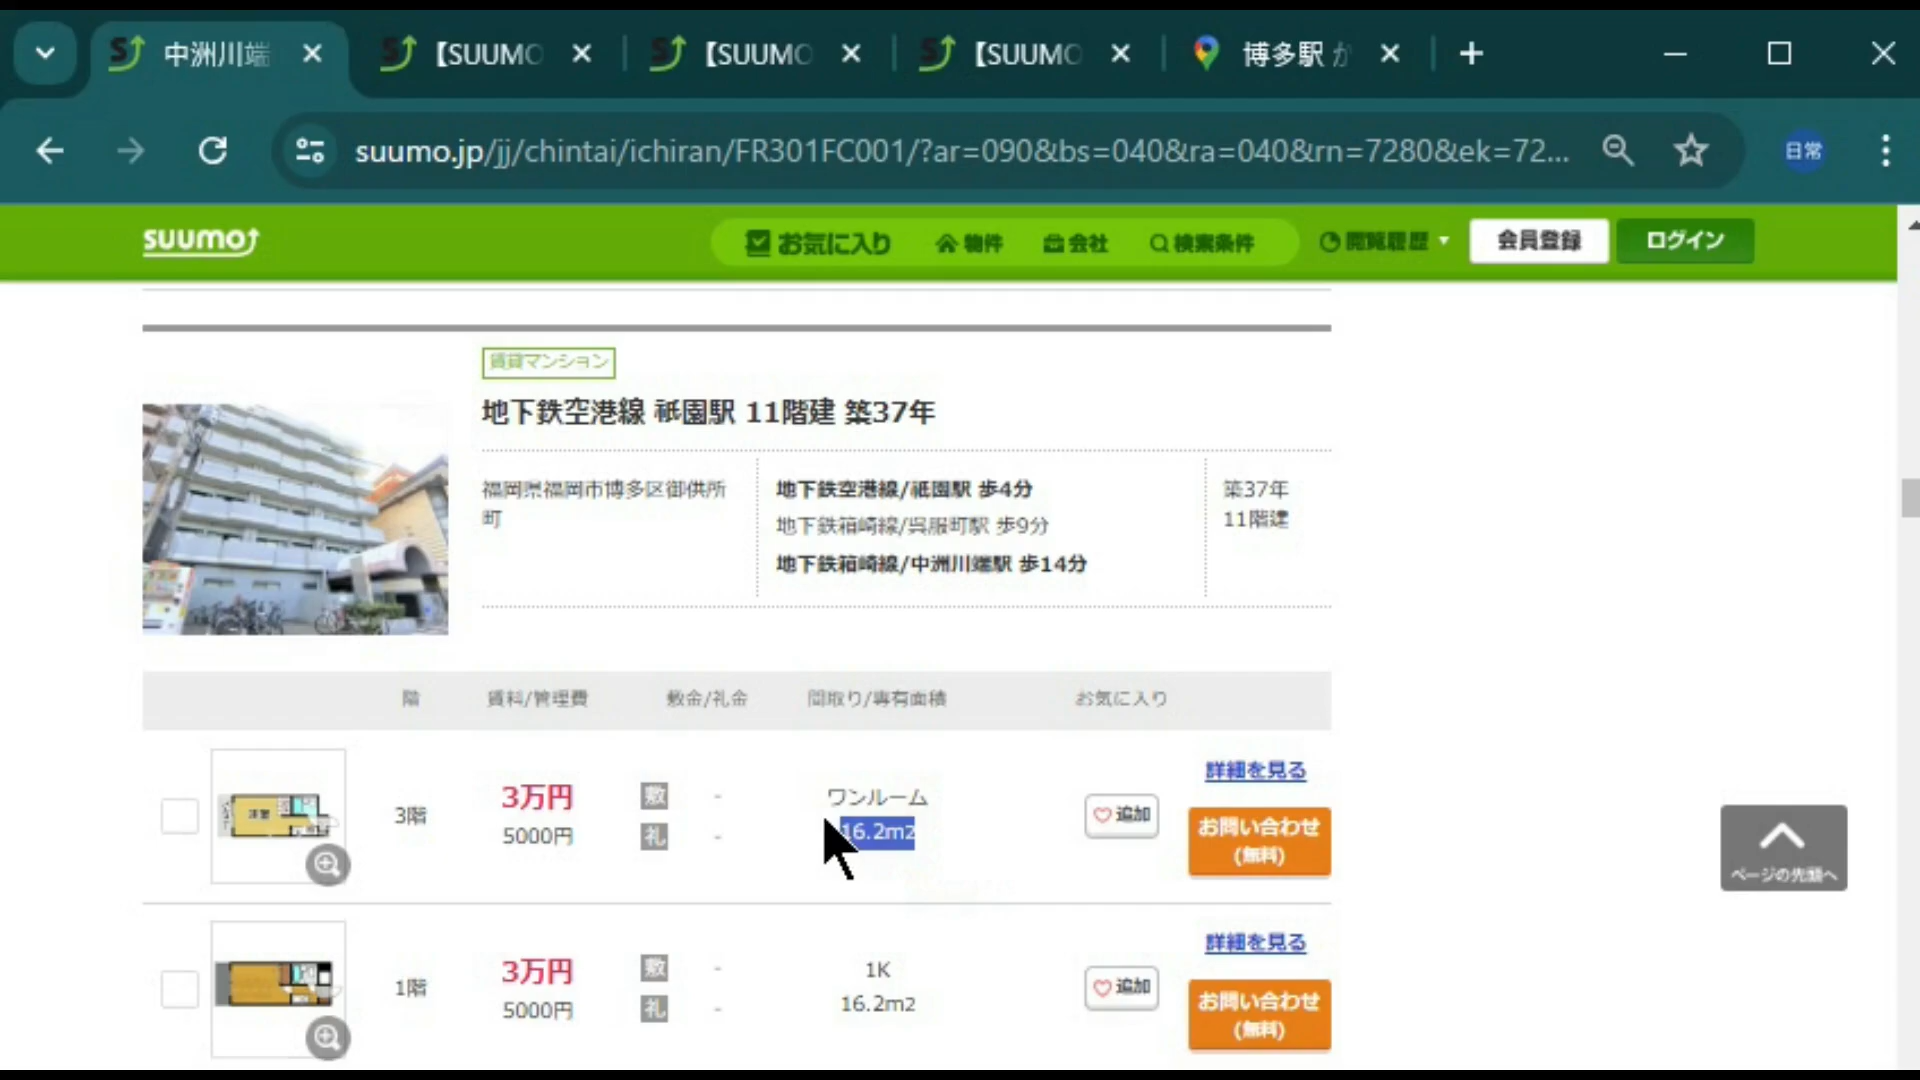 中洲川端
【SUUMO
【SUUMO
【SUUMO
博多駅 か
suumo.jp/jj/chintai/ichiran/FR301FC001/?ar=090&bs=040&ra=040&rn=7280&ek=72...
日常
suumo
お気に入り
物件
会社
検索条件
閲覧履歴
会員登録
ログイン
賃貸マンション
地下鉄空港線 祇園駅 11階建 築37年
福岡県福岡市博多区御供所
町
地下鉄空港線/祇園駅 歩4分
地下鉄箱崎線/呉服町駅 歩9分
地下鉄箱崎線/中洲川端駅 歩14分
築37年
11階建
階
賃料/管理費
敷金/礼金
間取り/専有面積
お気に入り
3階
3万円
5000円
敷 -
礼 -
ワンルーム
16.2m2
追加
詳細を見る
お問い合わせ
(無料)
1階
3万円
5000円
敷 -
礼 -
1K
16.2m2
追加
詳細を見る
お問い合わせ
(無料)
ページの先頭へ